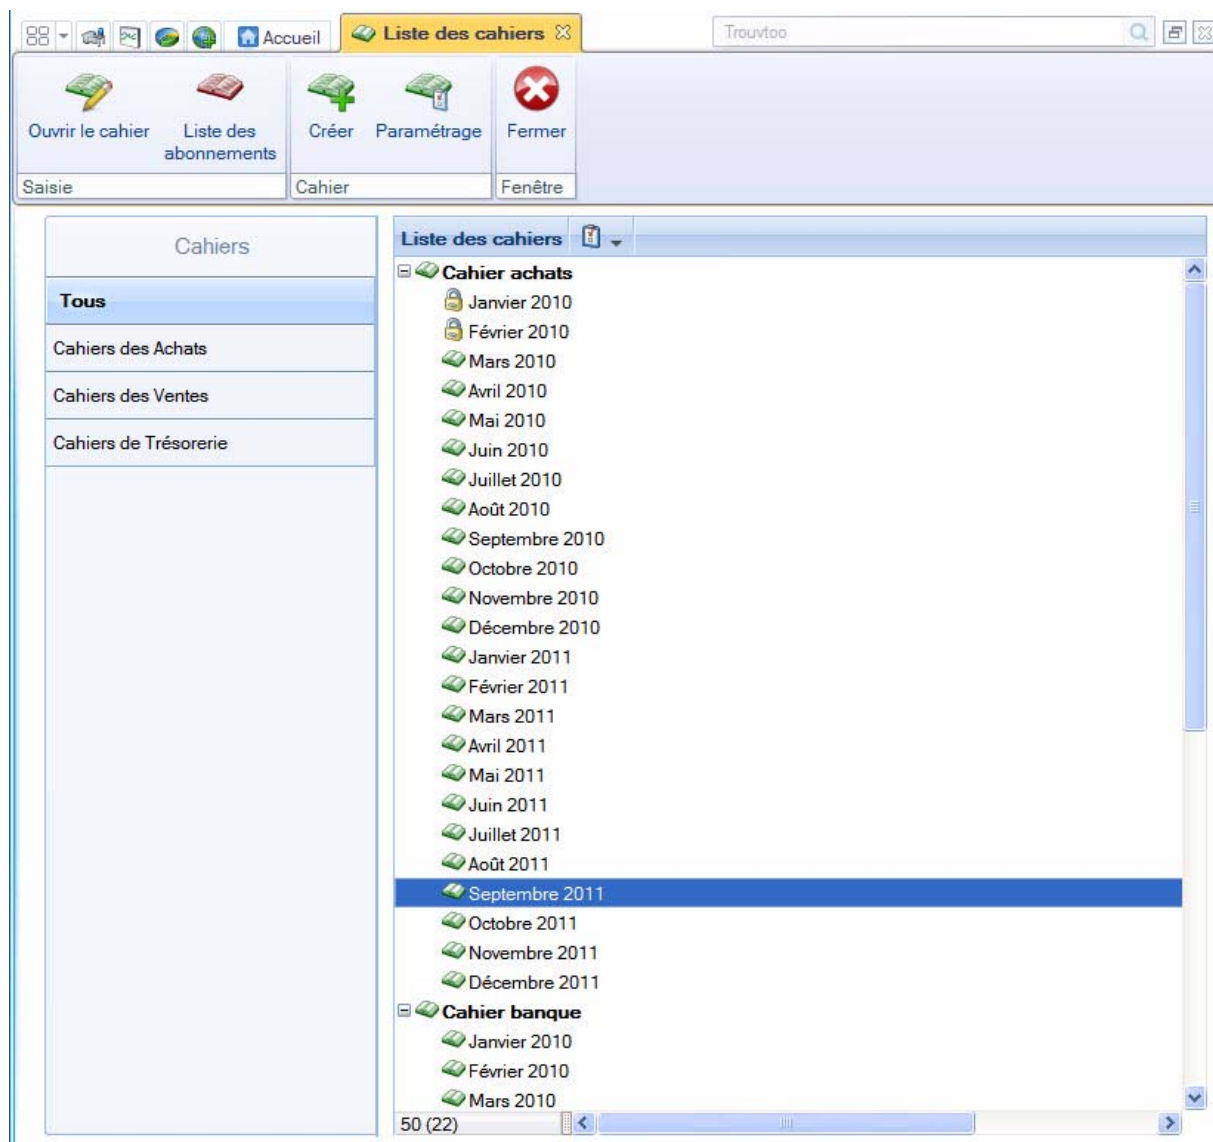 Accueil
Liste des cahiers
Trouvtoo
Ouvrir le cahier
Liste des
abonnements
Créer
Paramétrage
Fermer
Saisie
Cahier
Fenêtre
Cahiers
Tous
Cahiers des Achats
Cahiers des Ventes
Cahiers de Trésorerie
Liste des cahiers
Cahier achats
Janvier 2010
Février 2010
Mars 2010
Avril 2010
Mai 2010
Juin 2010
Juillet 2010
Août 2010
Septembre 2010
Octobre 2010
Novembre 2010
Décembre 2010
Janvier 2011
Février 2011
Mars 2011
Avril 2011
Mai 2011
Juin 2011
Juillet 2011
Août 2011
Septembre 2011
Octobre 2011
Novembre 2011
Décembre 2011
Cahier banque
Janvier 2010
Février 2010
Mars 2010
50 (22)